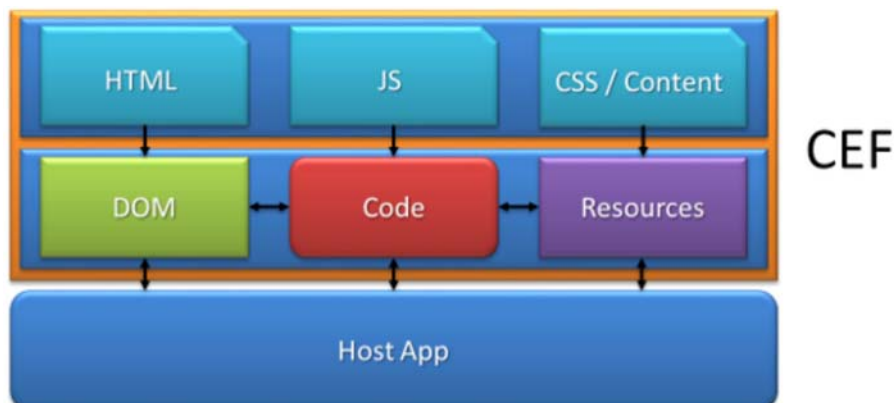 HTML
JS
CSS / Content
CEF
DOM
Code
Resources
Host App